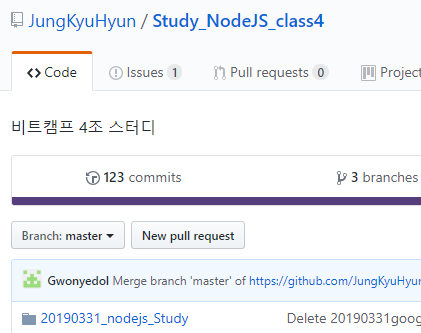 JungKyuHyun / Study_NodeJS_class4
Code Issues 1 Pull requests 0 Project
비트캠프 4조 스터디
123 commits 3 branches
Branch: master New pull request
Gwonyedol Merge branch 'master' of https://github.com/JungKyuHyun
20190331_nodejs_Study Delete 20190331goog